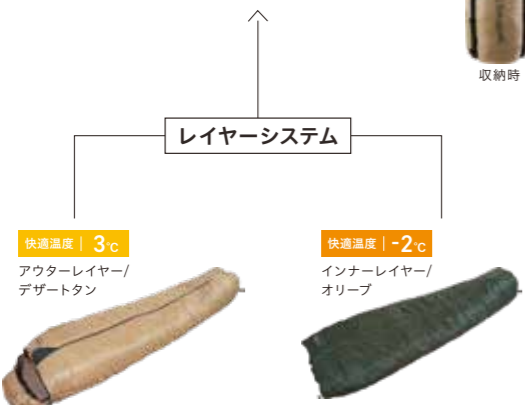 収納時
レイヤーシステム
快適温度 | 3℃
アウターレイヤー/
デザートタン
快適温度 | -2℃
インナーレイヤー/
オリーブ